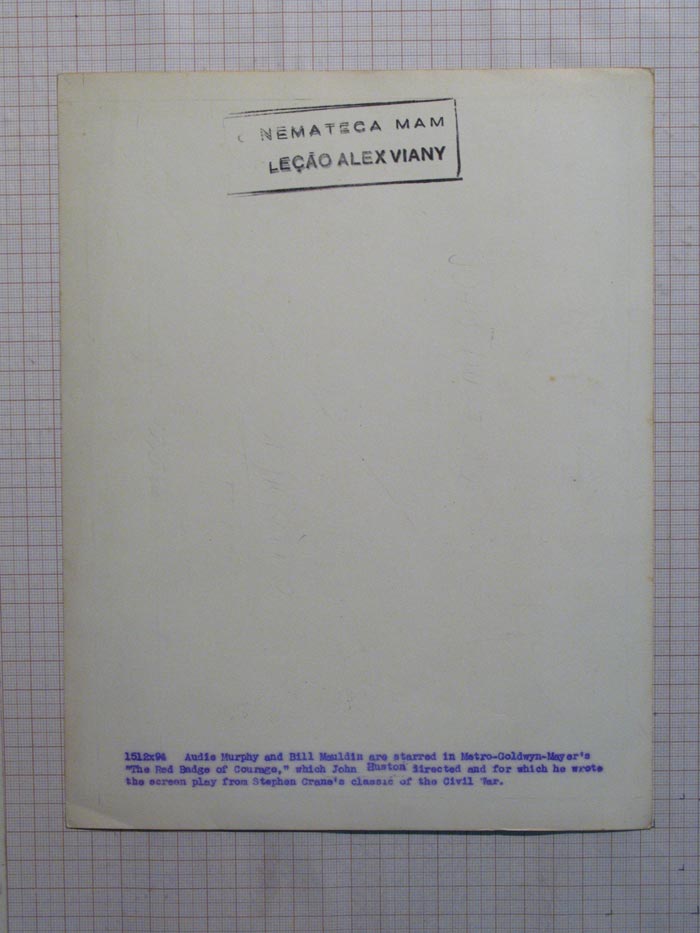 NEMATECA MAM
LEÇÃO ALEX VIANY
1512x94 Audie Murphy and Bill Mauldin are starred in Metro-Goldwyn-Mayer's
"The Red Badge of Courage," which John Huston directed and for which he wrote
the screen play from Stephen Crane's classic of the Civil War.